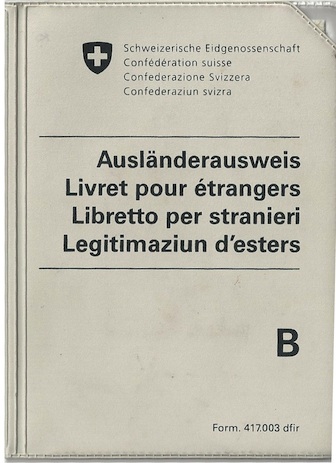 Schweizerische Eidgenossenschaft
Confédération suisse
Confederazione Svizzera
Confederaziun svizra
Ausländerausweis
Livret pour étrangers
Libretto per stranieri
Legitimaziun d'esters
B
Form. 417.003 dfir